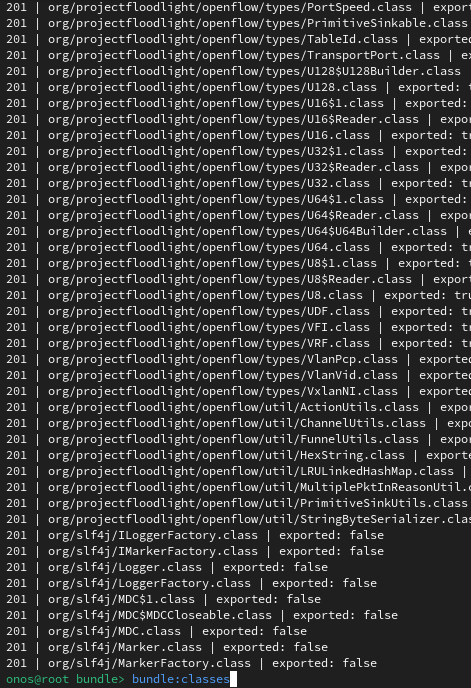 201 | org/projectfloodlight/openflow/types/PortSpeed.class | expor
201 | org/projectfloodlight/openflow/types/PrimitiveSinkable.class
201 | org/projectfloodlight/openflow/types/TableId.class | exported
201 | org/projectfloodlight/openflow/types/TransportPort.class | ex
201 | org/projectfloodlight/openflow/types/U128$U128Builder.class
201 | org/projectfloodlight/openflow/types/U128.class | exported: t
201 | org/projectfloodlight/openflow/types/U16$1.class | exported:
201 | org/projectfloodlight/openflow/types/U16$Reader.class | expor
201 | org/projectfloodlight/openflow/types/U16.class | exported: tr
201 | org/projectfloodlight/openflow/types/U32$1.class | exported:
201 | org/projectfloodlight/openflow/types/U32$Reader.class | expor
201 | org/projectfloodlight/openflow/types/U32.class | exported: tr
201 | org/projectfloodlight/openflow/types/U64$1.class | exported:
201 | org/projectfloodlight/openflow/types/U64$Reader.class | expor
201 | org/projectfloodlight/openflow/types/U64$U64Builder.class | e
201 | org/projectfloodlight/openflow/types/U64.class | exported: tr
201 | org/projectfloodlight/openflow/types/U8$1.class | exported: t
201 | org/projectfloodlight/openflow/types/U8$Reader.class | export
201 | org/projectfloodlight/openflow/types/U8.class | exported: tru
201 | org/projectfloodlight/openflow/types/UDF.class | exported: tr
201 | org/projectfloodlight/openflow/types/VFI.class | exported: tr
201 | org/projectfloodlight/openflow/types/VRF.class | exported: tr
201 | org/projectfloodlight/openflow/types/VlanPcp.class | exported
201 | org/projectfloodlight/openflow/types/VlanVid.class | exported
201 | org/projectfloodlight/openflow/types/VxlanNI.class | exported
201 | org/projectfloodlight/openflow/util/ActionUtils.class | expor
201 | org/projectfloodlight/openflow/util/ChannelUtils.class | expo
201 | org/projectfloodlight/openflow/util/FunnelUtils.class | expor
201 | org/projectfloodlight/openflow/util/HexString.class | exporte
201 | org/projectfloodlight/openflow/util/LRULinkedHashMap.class |
201 | org/projectfloodlight/openflow/util/MultiplePktInReasonUtil.c
201 | org/projectfloodlight/openflow/util/PrimitiveSinkUtils.class
201 | org/projectfloodlight/openflow/util/StringByteSerializer.clas
201 | org/slf4j/ILoggerFactory.class | exported: false
201 | org/slf4j/IMarkerFactory.class | exported: false
201 | org/slf4j/Logger.class | exported: false
201 | org/slf4j/LoggerFactory.class | exported: false
201 | org/slf4j/MDC$1.class | exported: false
201 | org/slf4j/MDC$MDCCloseable.class | exported: false
201 | org/slf4j/MDC.class | exported: false
201 | org/slf4j/Marker.class | exported: false
201 | org/slf4j/MarkerFactory.class | exported: false
onos@root bundle> bundle:classes